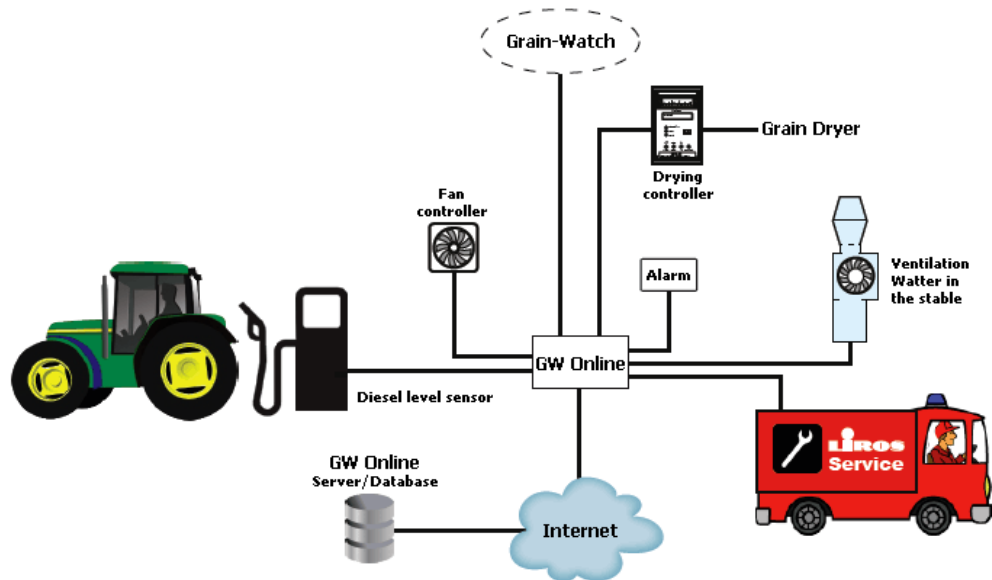 Grain-Watch
Grain Dryer
Drying
controller
Fan
controller
Alarm
Ventilation
Watter in
the stable
GW Online
Diesel level sensor
LiROS
Service
GW Online
Server/Database
Internet